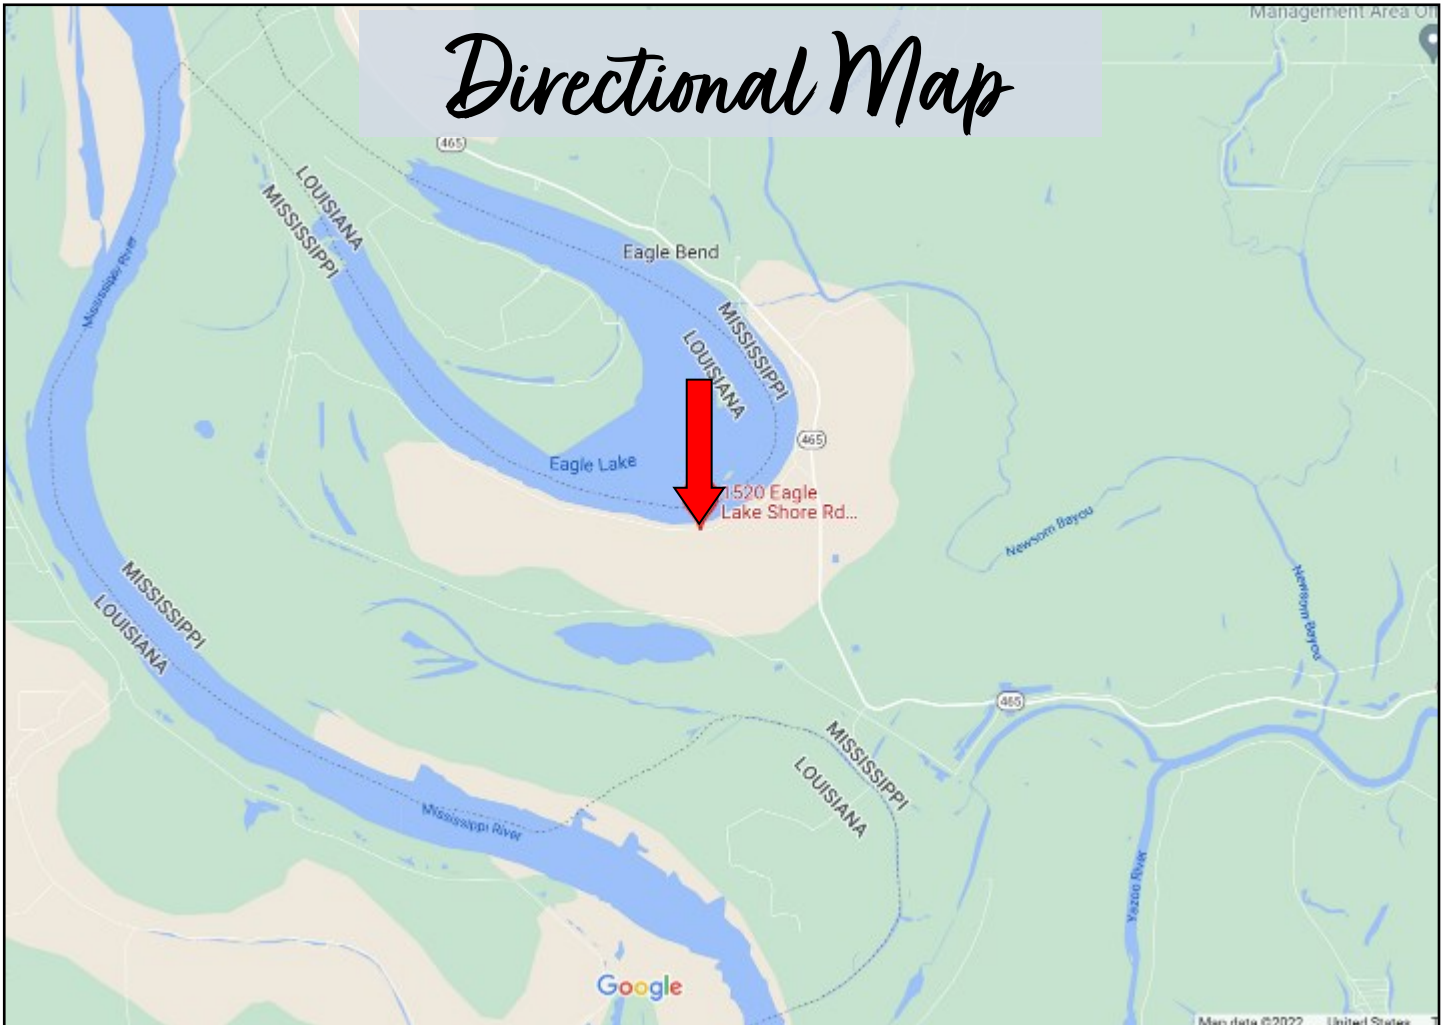 Management Area Of
Directional Map
465
LOUISIANA
MISSISSIPPI
Eagle Bend
Mississippi River
MISSISSIPPI
LOUISIANA
465
Eagle Lake
1520 Eagle
Lake Shore Rd...
Newsom Bayou
Newsom Bayou
MISSISSIPPI
LOUISIANA
465
MISSISSIPPI
LOUISIANA
Mississippi River
Yazoo River
Google
Map data ©2022 United States